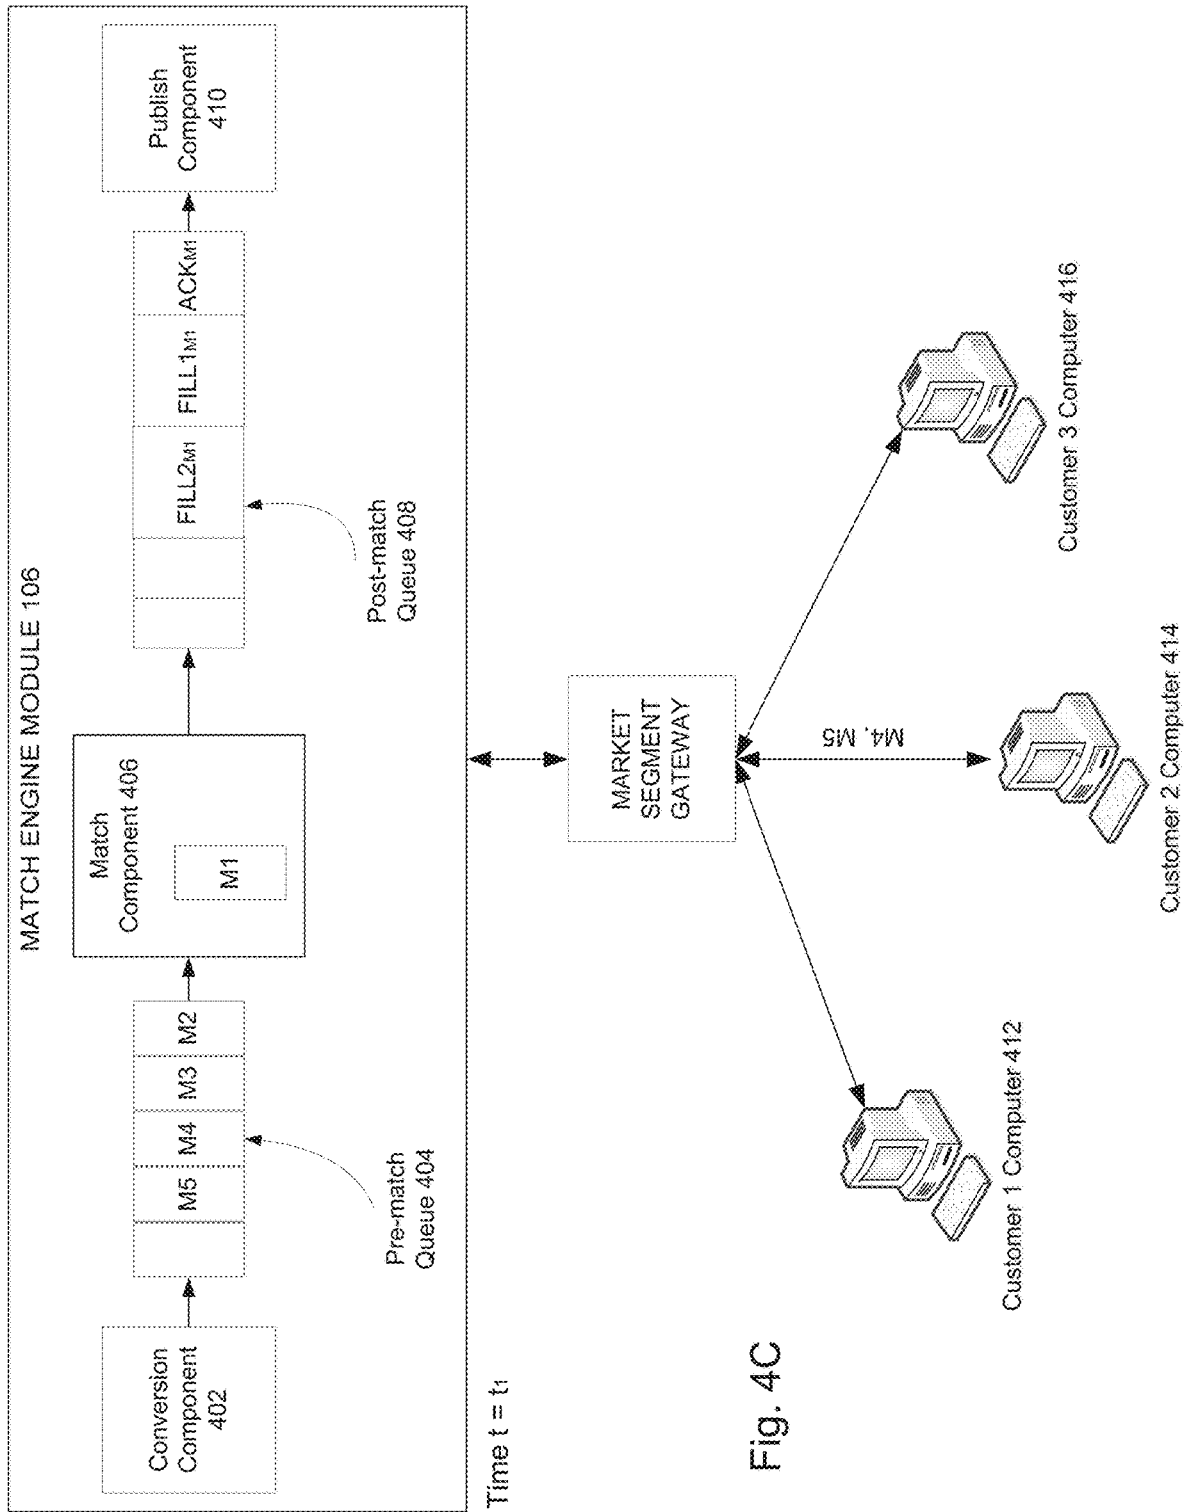 MATCH ENGINE MODULE 106
Conversion
Component
402
M5
M4
M3
M2
Pre-match
Queue 404
Match
Component 406
M1
FILL2M1
FILL1M1
ACKM1
Post-match
Queue 408
Publish
Component
410
Time t = t1
MARKET
SEGMENT
GATEWAY
M4, M5
Customer 1 Computer 412
Customer 2 Computer 414
Customer 3 Computer 416
Fig. 4C